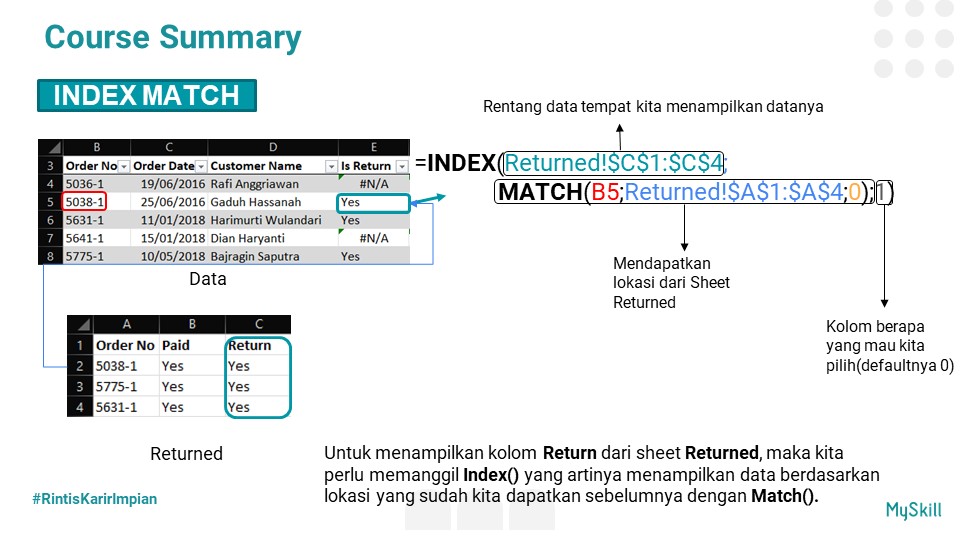 Course Summary
INDEX MATCH
Rentang data tempat kita menampilkan datanya
B C D E
3 Order No Order Date Customer Name Is Return
4 5036-1 19/06/2016 Rafi Anggriawan #N/A
5 5038-1 25/06/2016 Gaduh Hassanah Yes
6 5631-1 11/01/2018 Harimurti Wulandari Yes
7 5641-1 15/01/2018 Dian Haryanti #N/A
8 5775-1 10/05/2018 Bajragin Saputra Yes
Data
=INDEX(Returned!$C$1:$C$4;
MATCH(B5;Returned!$A$1:$A$4;0);1)
Mendapatkan
lokasi dari Sheet
Returned
Kolom berapa
yang mau kita
pilih(defaultnya 0)
A B C
1 Order No Paid Return
2 5038-1 Yes Yes
3 5775-1 Yes Yes
4 5631-1 Yes Yes
Returned
Untuk menampilkan kolom Return dari sheet Returned, maka kita
perlu memanggil Index() yang artinya menampilkan data berdasarkan
lokasi yang sudah kita dapatkan sebelumnya dengan Match().
#RintisKarirImpian
MySkill